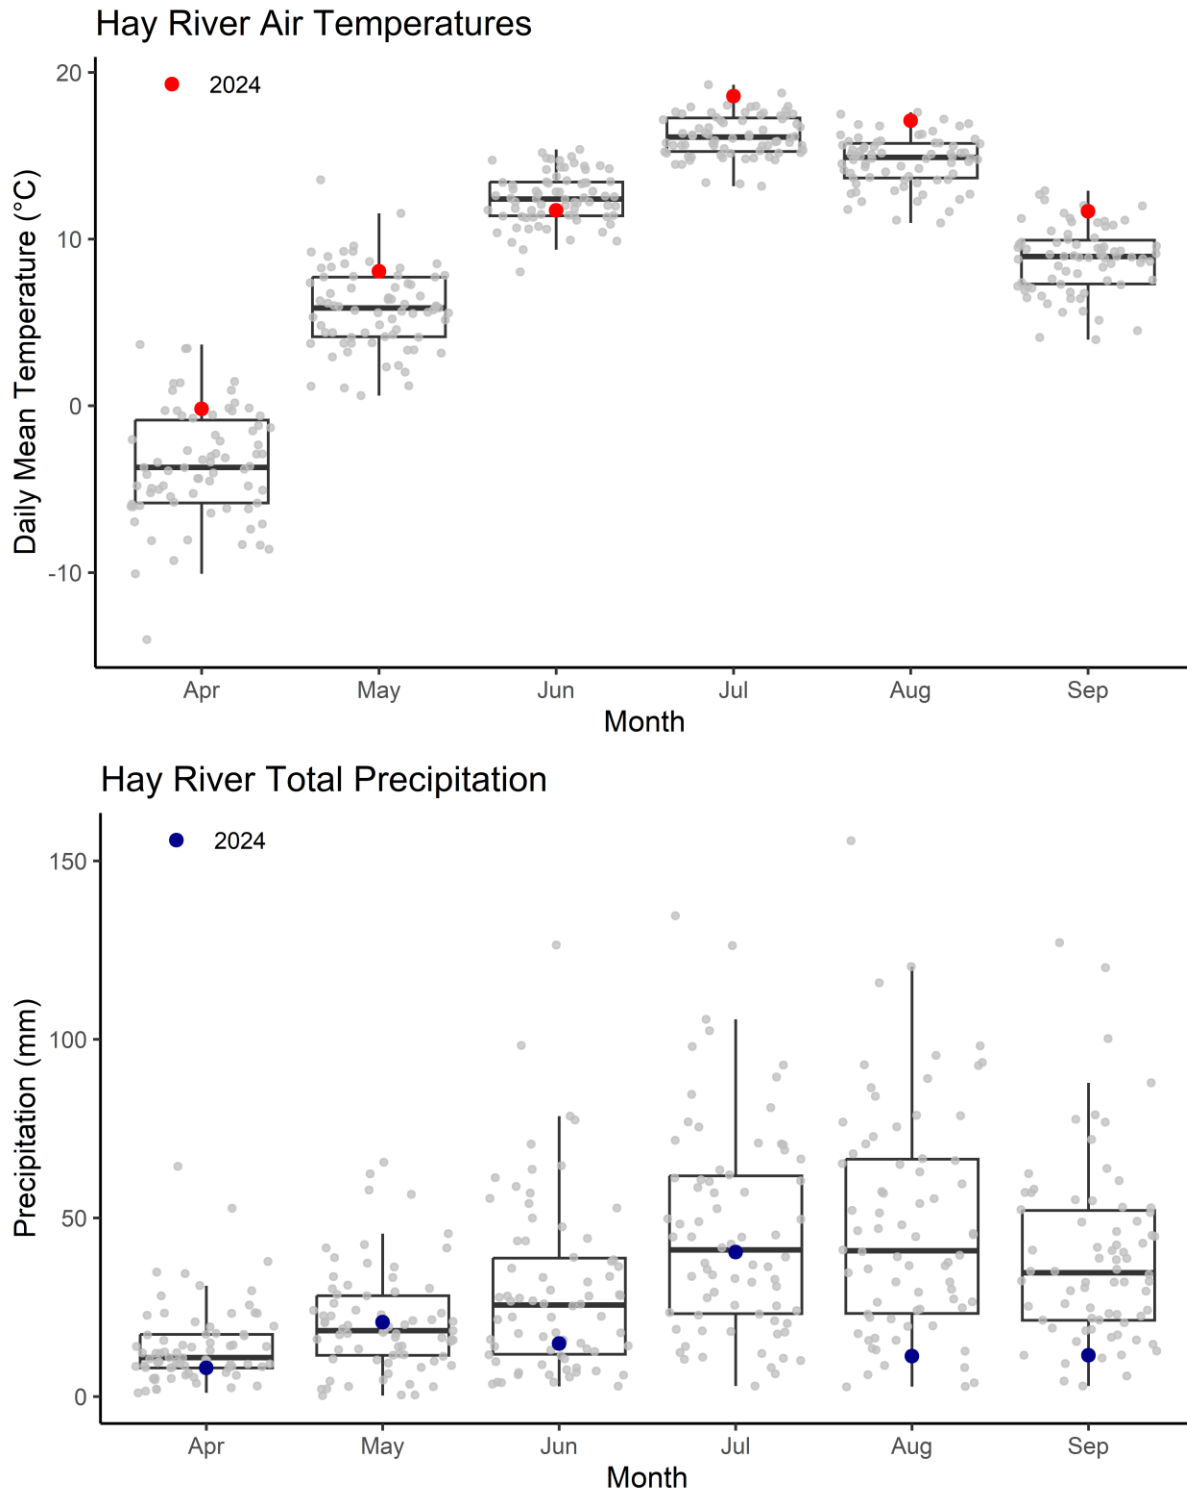 Hay River Air Temperatures
2024
Daily Mean Temperature (°C)
20
10
0
-10
Apr May Jun Jul Aug Sep
Month
Hay River Total Precipitation
2024
Precipitation (mm)
150
100
50
0
Apr May Jun Jul Aug Sep
Month